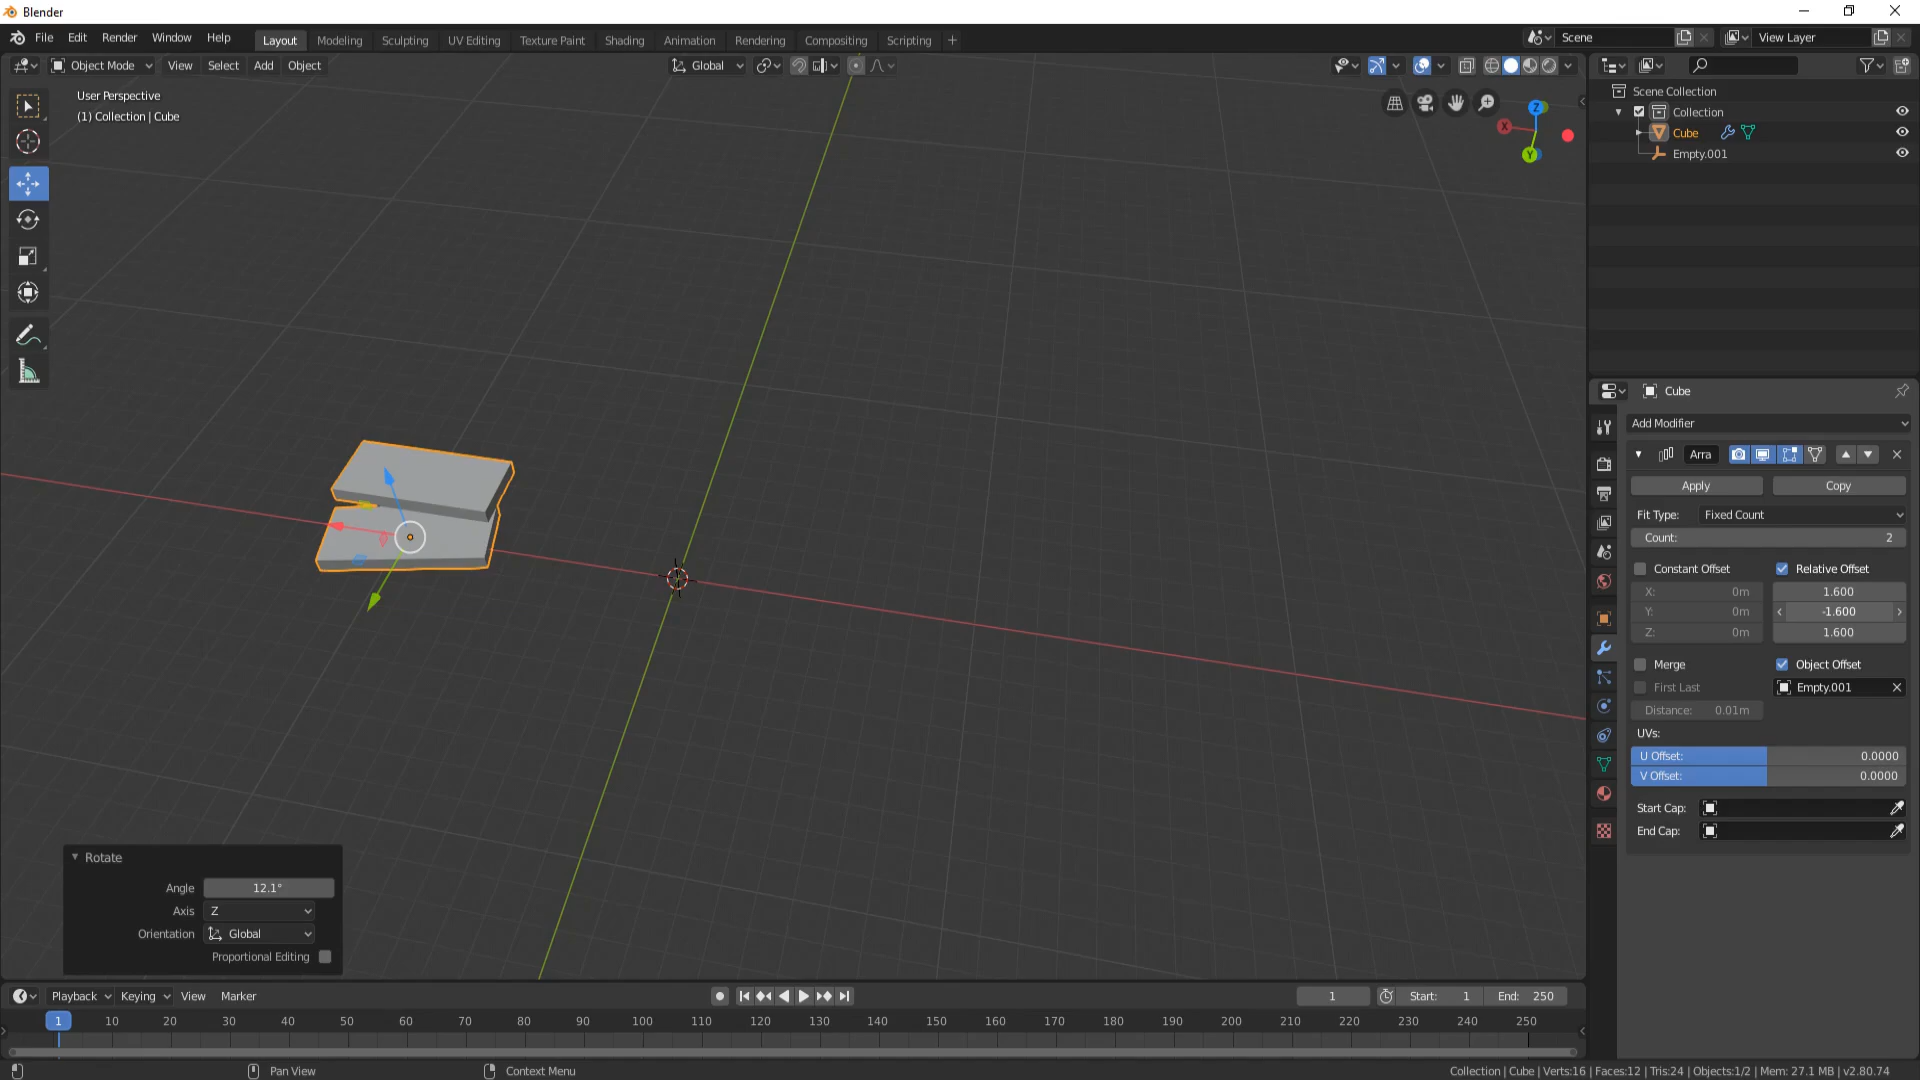 Blender
File Edit Render Window Help Layout Modeling Sculpting UV Editing Texture Paint Shading Animation Rendering Compositing Scripting + Scene View Layer
Object Mode View Select Add Object Global
User Perspective
(1) Collection | Cube
Z
X
Y
Scene Collection
Collection
Cube
Empty.001
Cube
Add Modifier
Arra
Apply Copy
Fit Type: Fixed Count
Count: 2
Constant Offset Relative Offset
X: 0m 1.600
Y: 0m -1.600
Z: 0m 1.600
Merge Object Offset
First Last Empty.001
Distance: 0.01m
UVs:
U Offset: 0.0000
V Offset: 0.0000
Start Cap:
End Cap:
Rotate
Angle 12.1°
Axis Z
Orientation Global
Proportional Editing
Playback Keying View Marker 1 Start: 1 End: 250
1 10 20 30 40 50 60 70 80 90 100 110 120 130 140 150 160 170 180 190 200 210 220 230 240 250
Pan View Context Menu Collection | Cube | Verts:16 | Faces:12 | Tris:24 | Objects:1/2 | Mem: 27.1 MB | v2.80.74